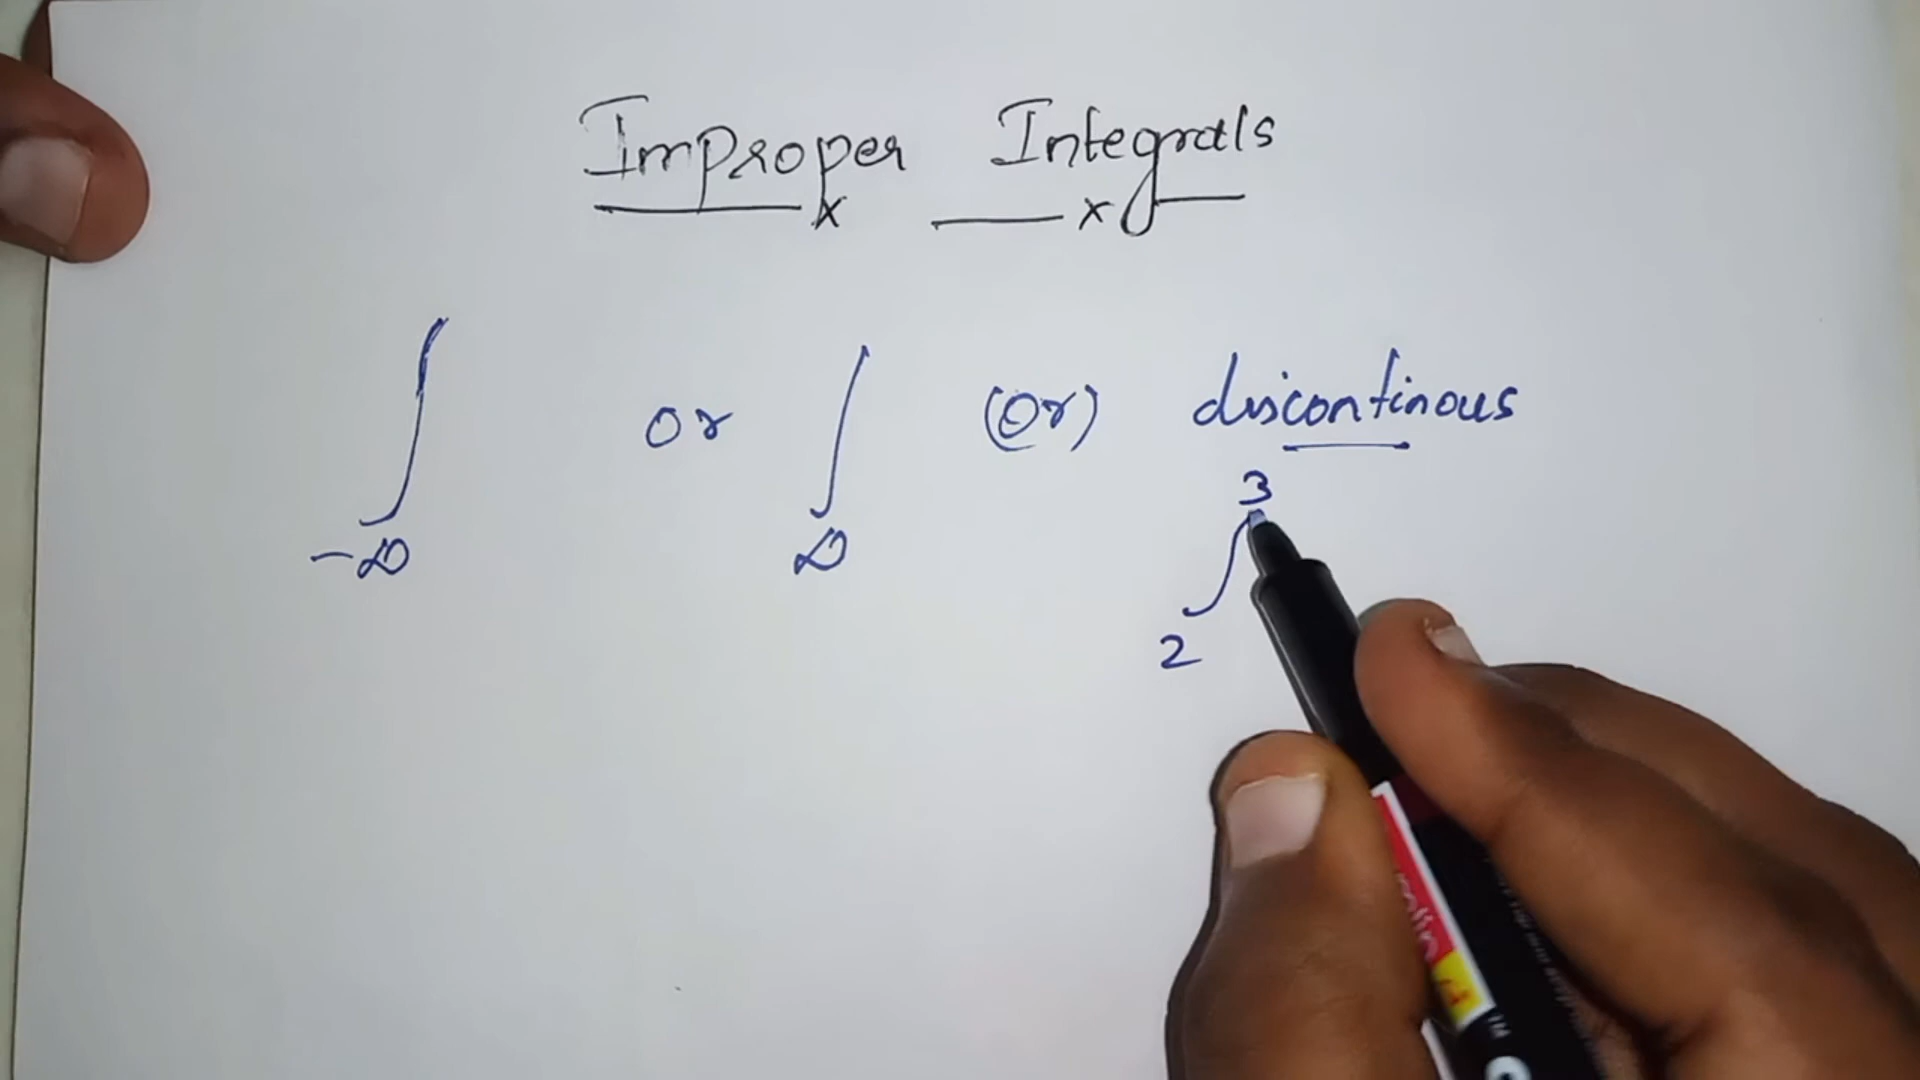 Improper Integrals
∫ or ∫ (or) discontinous
-∞ ∞
3
∫
2